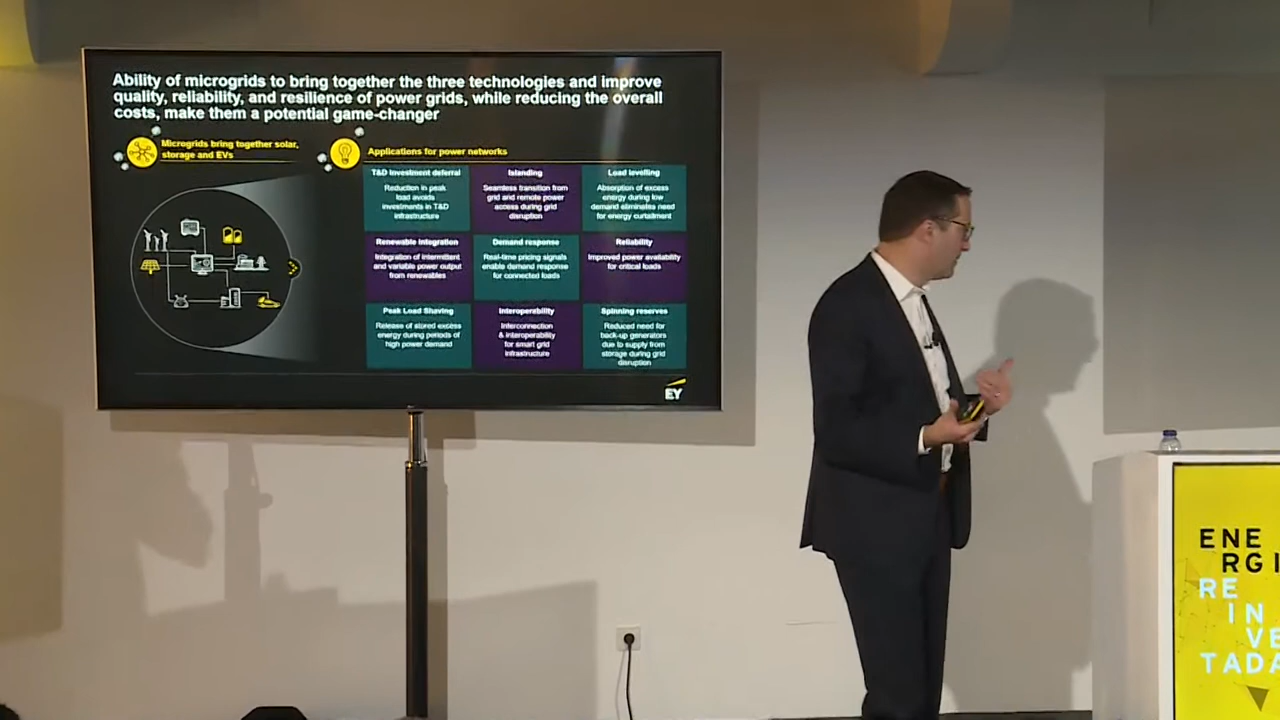 Ability of microgrids to bring together the three technologies and improve
quality, reliability, and resilience of power grids, while reducing the overall
costs, make them a potential game-changer
Microgrids bring together solar,
storage and EVs
Applications for power networks
T&D investment deferral
Reduction in peak
load avoids
investments in T&D
infrastructure
Islanding
Seamless transition from
grid and remote power
access during grid
disruption
Load levelling
Absorption of excess
energy during low
demand eliminates need
for energy curtailment
Renewable integration
Integration of intermittent
and variable power output
from renewables
Demand response
Real-time pricing signals
enable demand response
for connected loads
Reliability
Improved power availability
for critical loads
Peak Load Shaving
Release of stored excess
energy during periods of
high power demand
Interoperability
Interconnection
& interoperability
for smart grid
infrastructure
Spinning reserves
Reduced need for
back-up generators
due to supply from
storage during grid
disruption
EY
ENE
RGI
RE
IN
VE
TADA